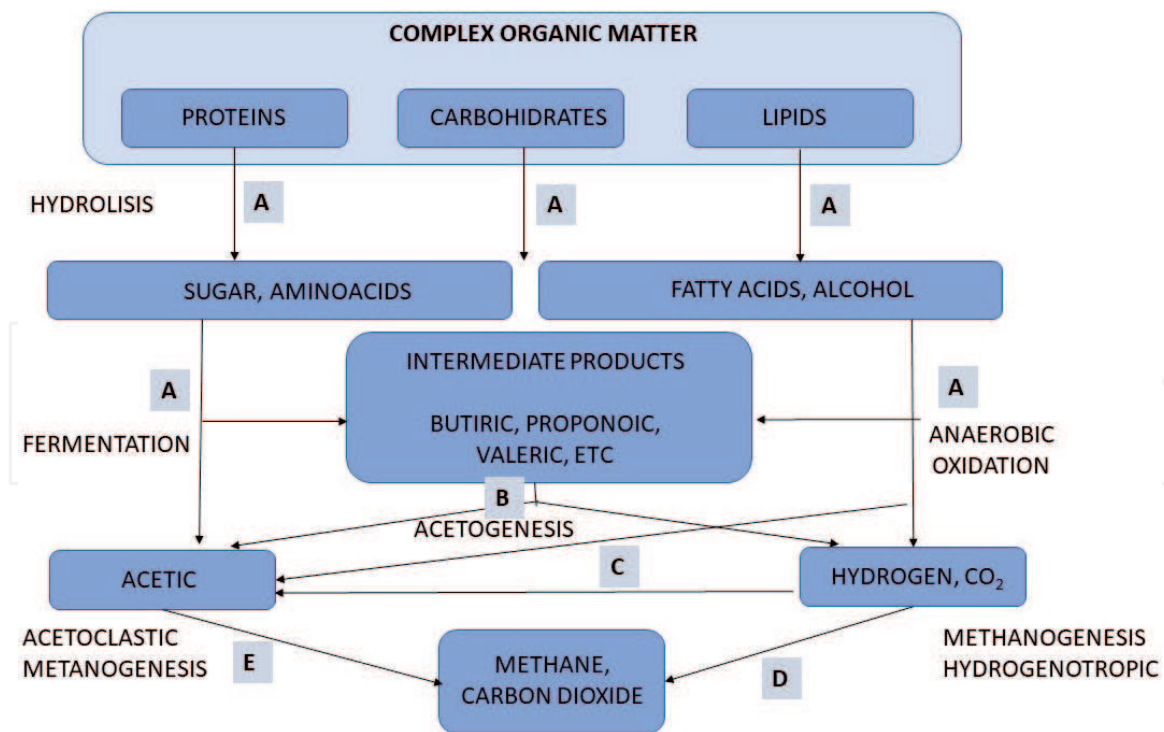 COMPLEX ORGANIC MATTER
PROTEINS
CARBOHIDRATES
LIPIDS
HYDROLISIS
A
A
A
SUGAR, AMINOACIDS
FATTY ACIDS, ALCOHOL
INTERMEDIATE PRODUCTS
BUTIRIC, PROPONOIC,
VALERIC, ETC
A
FERMENTATION
A
ANAEROBIC
OXIDATION
B
ACETOGENESIS
ACETIC
C
HYDROGEN, CO₂
ACETOCLASTIC
METANOGENESIS
E
METHANE,
CARBON DIOXIDE
D
METHANOGENESIS
HYDROGENOTROPIC